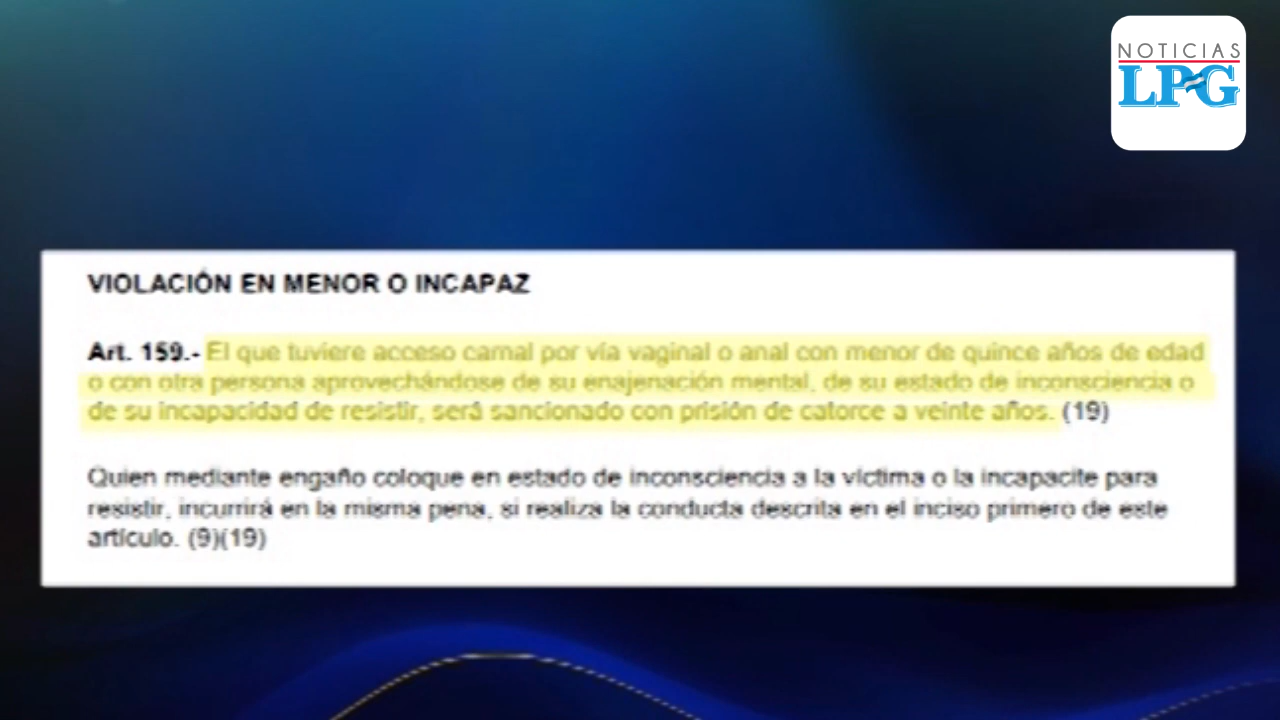 NOTICIAS
LPG
VIOLACIÓN EN MENOR O INCAPAZ
Art. 159.- El que tuviere acceso carnal por vía vaginal o anal con menor de quince años de edad
o con otra persona aprovechándose de su enajenación mental, de su estado de inconsciencia o
de su incapacidad de resistir, será sancionado con prisión de catorce a veinte años. (19)
Quien mediante engaño coloque en estado de inconsciencia a la víctima o la incapacite para
resistir, incurrirá en la misma pena, si realiza la conducta descrita en el inciso primero de este
artículo. (9)(19)